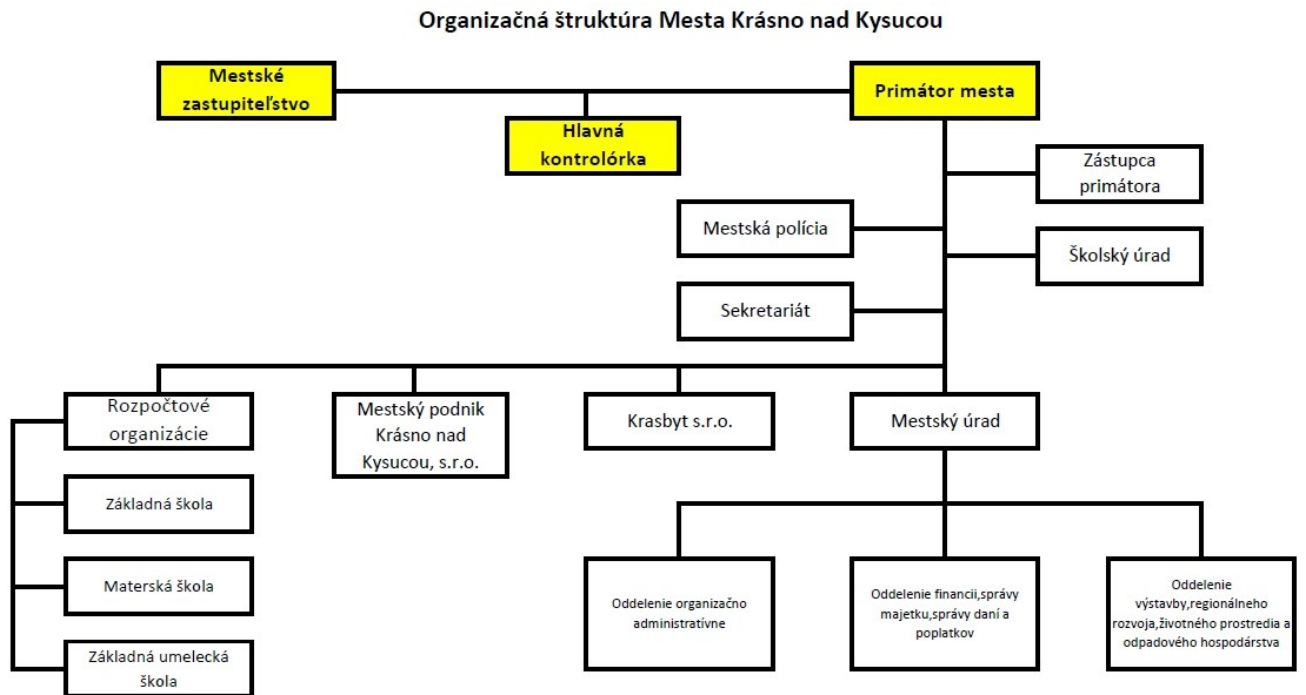 Organizačná štruktúra Mesta Krásno nad Kysucou
Mestské
zastupiteľstvo
Primátor mesta
Hlavná
kontrolórka
Zástupca
primátora
Mestská polícia
Školský úrad
Sekretariát
Rozpočtové
organizácie
Mestský podnik
Krásno nad
Kysucou, s.r.o.
Krasbyt s.r.o.
Mestský úrad
Základná škola
Materská škola
Základná umelecká
škola
Oddelenie organizačno
administratívne
Oddelenie financii,správy
majetku,správy daní a
poplatkov
Oddelenie
výstavby,regionálneho
rozvoja,životného prostredia a
odpadového hospodárstva